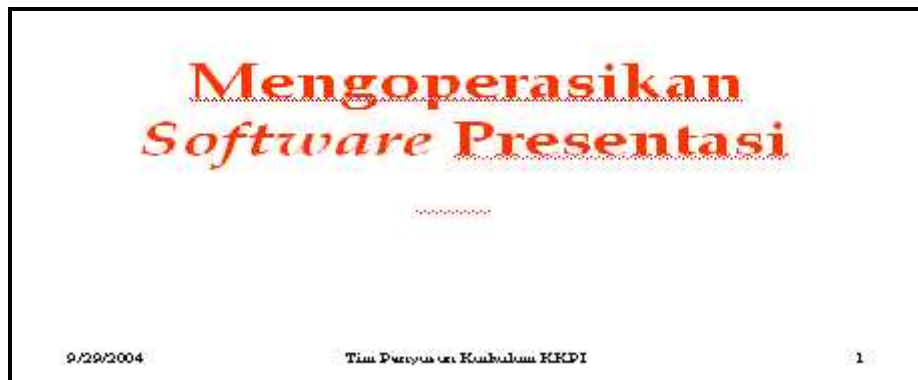 Mengoperasikan
Software Presentasi
9/29/2004 Tim Penyusun Kurikulum KKPI 1